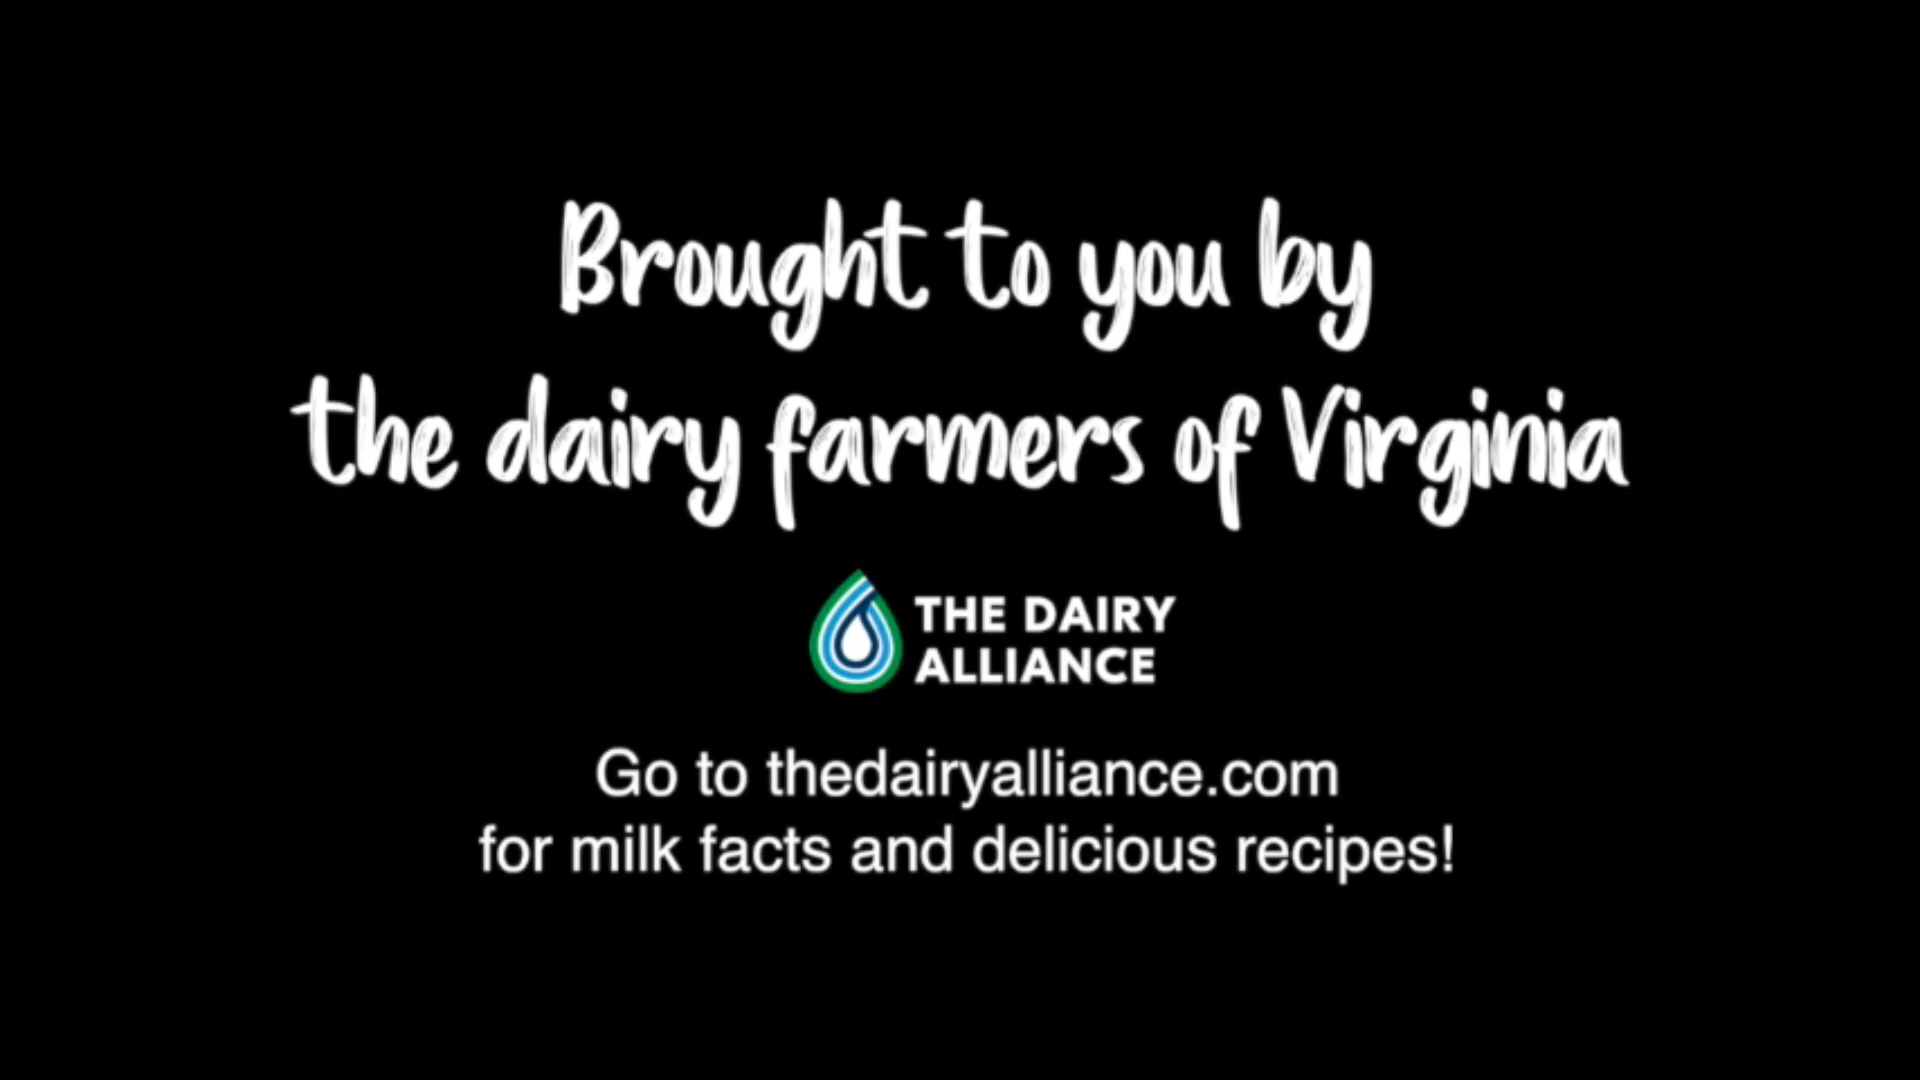 Brought to you by
the dairy farmers of Virginia
THE DAIRY
ALLIANCE
Go to thedairyalliance.com
for milk facts and delicious recipes!